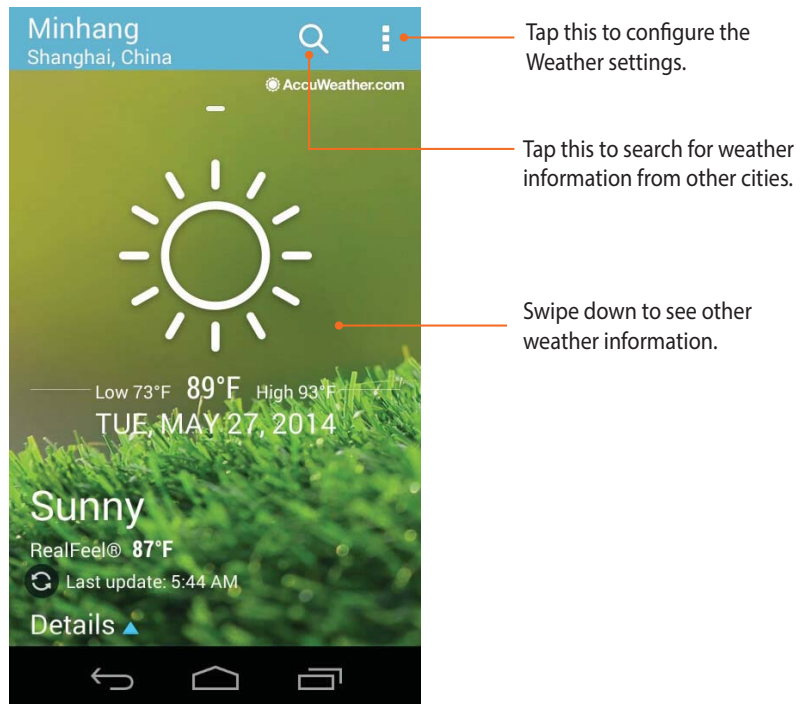 Minhang
Shanghai, China
AccuWeather.com
Low 73°F 89°F High 93°F
TUE, MAY 27, 2014
Sunny
RealFeel® 87°F
Last update: 5:44 AM
Details
Tap this to configure the
Weather settings.
Tap this to search for weather
information from other cities.
Swipe down to see other
weather information.